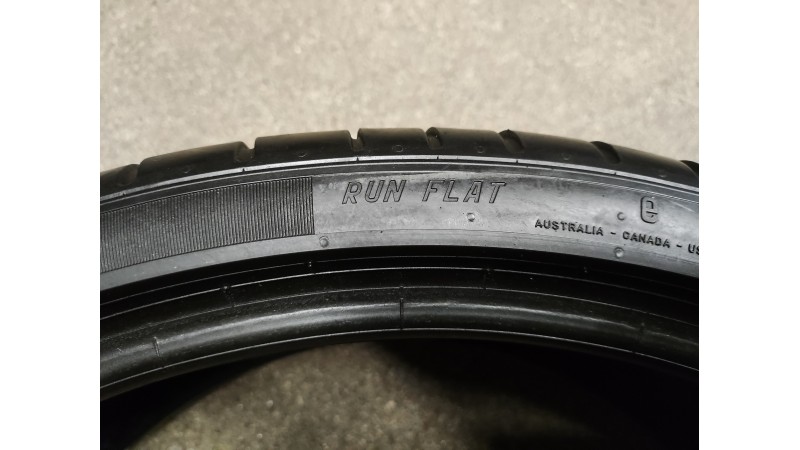 RUN FLAT
e
AUSTRALIA - CANADA - US